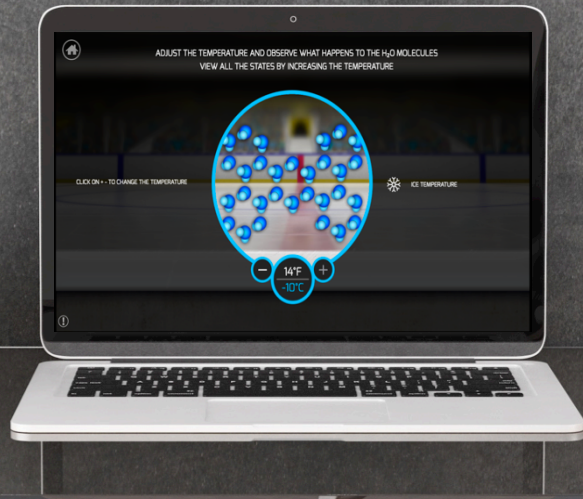 ADJUST THE TEMPERATURE AND OBSERVE WHAT HAPPENS TO THE H₂O MOLECULES
VIEW ALL THE STATES BY INCREASING THE TEMPERATURE
CLICK ON + - TO CHANGE THE TEMPERATURE
ICE TEMPERATURE
− 14°F +
-10°C